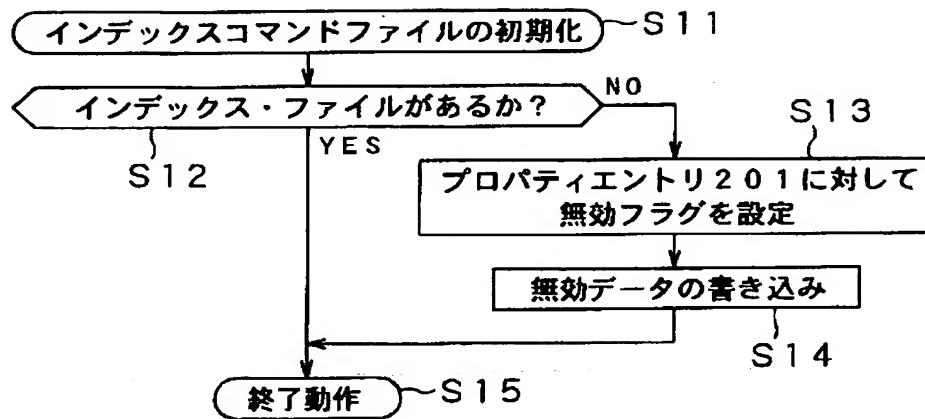 インデックスコマンドファイルの初期化
S11
インデックス・ファイルがあるか？
NO
YES
S12
S13
プロパティエントリ２０１に対して
無効フラグを設定
無効データの書き込み
S14
終了動作
S15